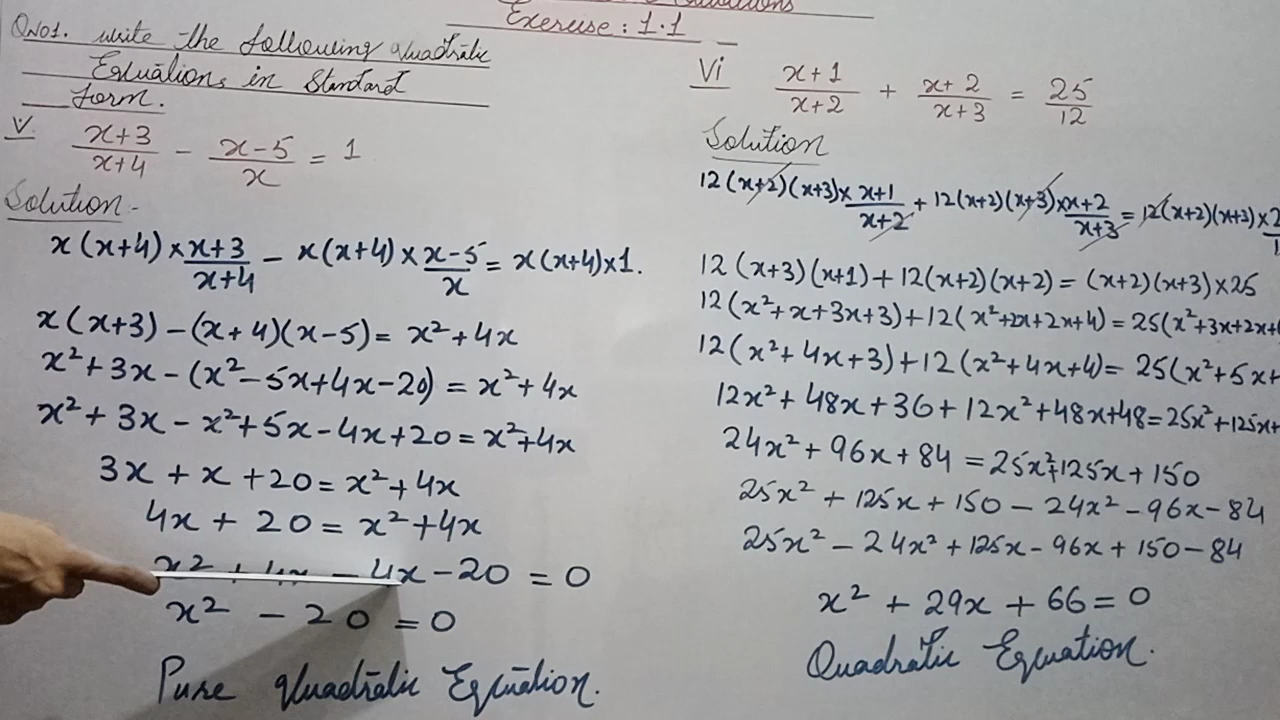 Exercise : 1.1
QNo1. write the following quadratic
Equations in Standard
form.
V. x+3/x+4 - x-5/x = 1
Solution -
x(x+4) × x+3/x+4 - x(x+4) × x-5/x = x(x+4)×1.
x(x+3) - (x+4)(x-5) = x²+4x
x²+3x-(x²-5x+4x-20) = x²+4x
x²+3x-x²+5x-4x+20=x²+4x
3x+x+20=x²+4x
4x+20=x²+4x
x²+4x-4x-20=0
x²-20=0
Pure quadratic Equation.
Vi x+1/x+2 + x+2/x+3 = 25/12
Solution
12(x+2)(x+3)× x+1/x+2 + 12(x+2)(x+3)× x+2/x+3 = 12(x+2)(x+3)×2
12(x+3)(x+1)+12(x+2)(x+2)=(x+2)(x+3)×25
12(x²+x+3x+3)+12(x²+2x+2x+4)=25(x²+3x+2x+
12(x²+4x+3)+12(x²+4x+4)=25(x²+5x+
12x²+48x+36+12x²+48x+48=25x²+125x+
24x²+96x+84=25x²+125x+150
25x²+125x+150-24x²-96x-84
25x²-24x²+125x-96x+150-84
x²+29x+66=0
Quadratic Equation.